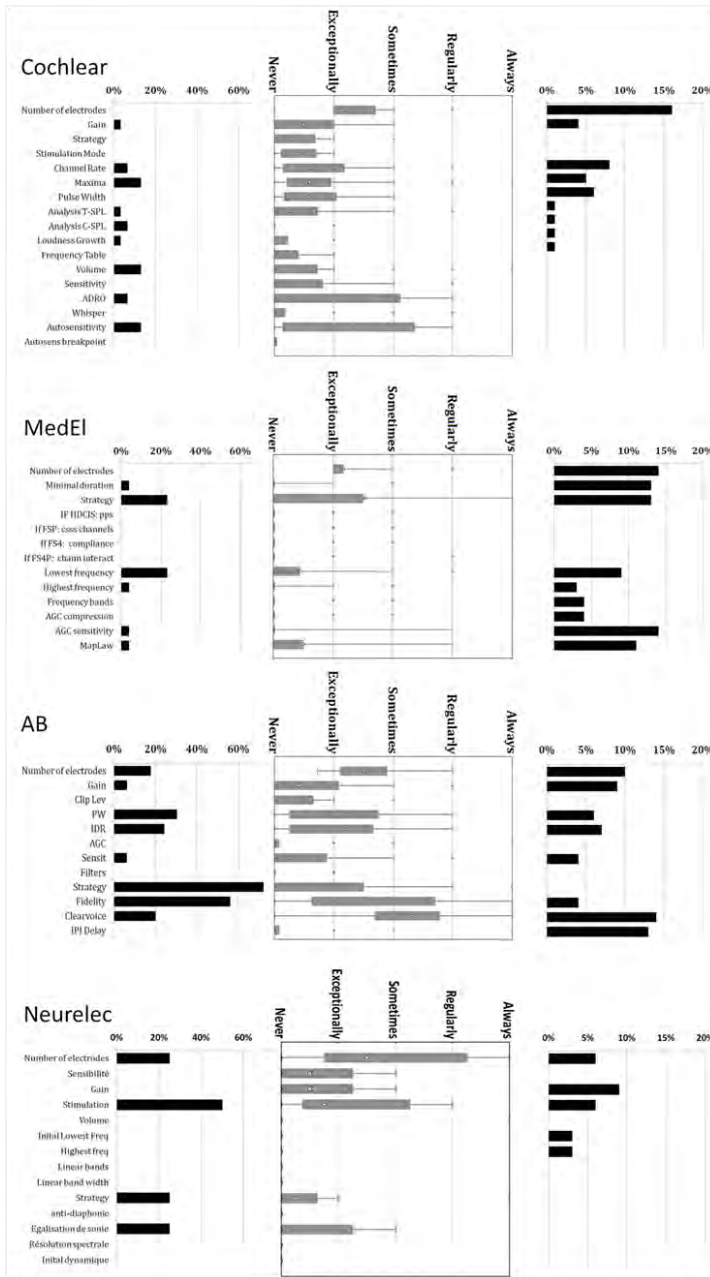 Cochlear
0% 20% 40% 60%
Never Exceptionally Sometimes Regularly Always
0% 5% 10% 15% 20%
Number of electrodes
Gain
Strategy
Stimulation Mode
Channel Rate
Maxima
Pulse Width
Analysis T-SPL
Analysis C-SPL
Loudness Growth
Frequency Table
Volume
Sensitivity
ADRO
Whisper
Autosensitivity
Autosens breakpoint
MedEl
0% 20% 40% 60%
Never Exceptionally Sometimes Regularly Always
0% 5% 10% 15% 20%
Number of electrodes
Minimal duration
Strategy
IF HDCIS: pps
If FSP: csss channels
If FS4: compliance
If FS4P: chann interact
Lowest frequency
Highest frequency
Frequency bands
AGC compression
AGC sensitivity
MapLaw
AB
0% 20% 40% 60%
Never Exceptionally Sometimes Regularly Always
0% 5% 10% 15% 20%
Number of electrodes
Gain
Clip Lev
PW
IDR
AGC
Sensit
Filters
Strategy
Fidelity
Clearvoice
IPI Delay
Neurelec
0% 20% 40% 60%
Never Exceptionally Sometimes Regularly Always
0% 5% 10% 15% 20%
Number of electrodes
Sensibilité
Gain
Stimulation
Volume
Inital Lowest Freq
Highest freq
Linear bands
Linear band width
Strategy
anti-diaphonie
Egalisation de sonie
Résolution spectrale
Inital dynamique